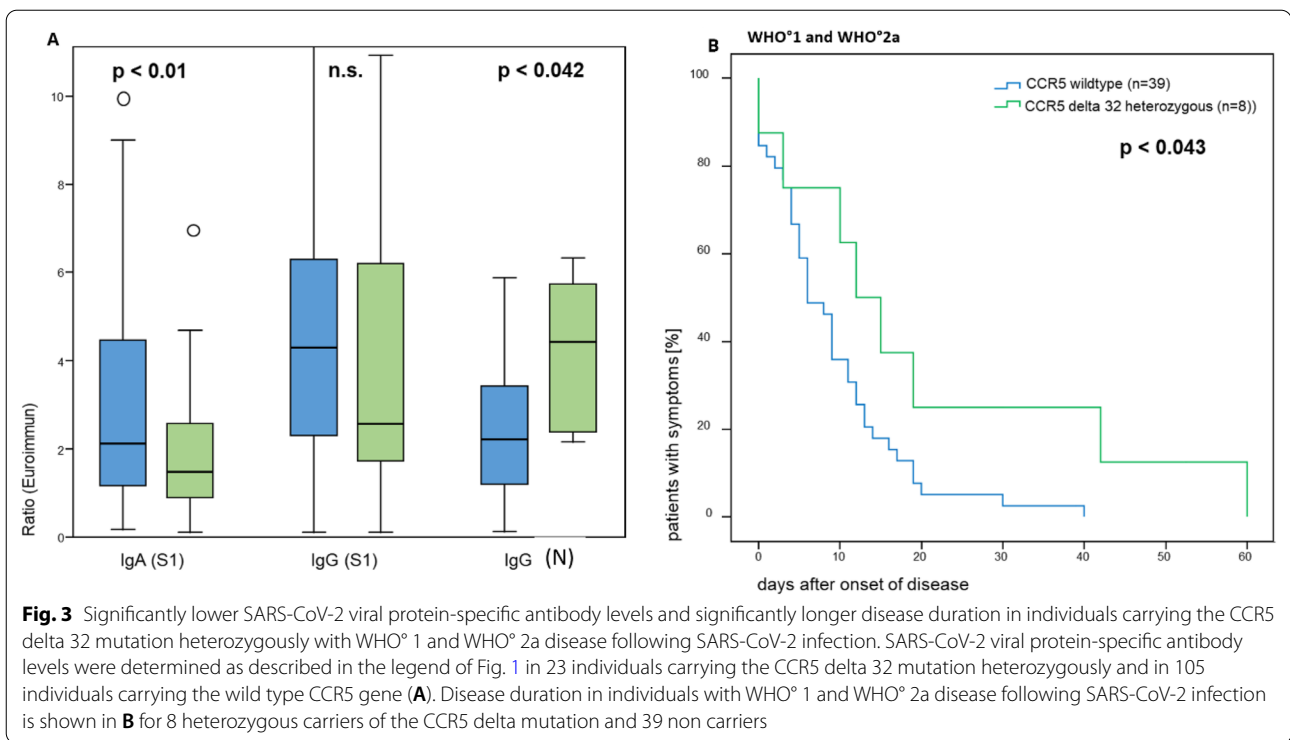 A
p < 0.01
n.s.
p < 0.042
10
8
6
4
2
0
Ratio (Euroimmun)
IgA (S1)
IgG (S1)
IgG (N)
B
WHO°1 and WHO°2a
CCR5 wildtype (n=39)
CCR5 delta 32 heterozygous (n=8))
p < 0.043
100
80
60
40
20
0
patients with symptoms [%]
0
10
20
30
40
50
60
days after onset of disease
Fig. 3 Significantly lower SARS-CoV-2 viral protein-specific antibody levels and significantly longer disease duration in individuals carrying the CCR5
delta 32 mutation heterozygously with WHO° 1 and WHO° 2a disease following SARS-CoV-2 infection. SARS-CoV-2 viral protein-specific antibody
levels were determined as described in the legend of Fig. 1 in 23 individuals carrying the CCR5 delta 32 mutation heterozygously and in 105
individuals carrying the wild type CCR5 gene (A). Disease duration in individuals with WHO° 1 and WHO° 2a disease following SARS-CoV-2 infection
is shown in B for 8 heterozygous carriers of the CCR5 delta mutation and 39 non carriers